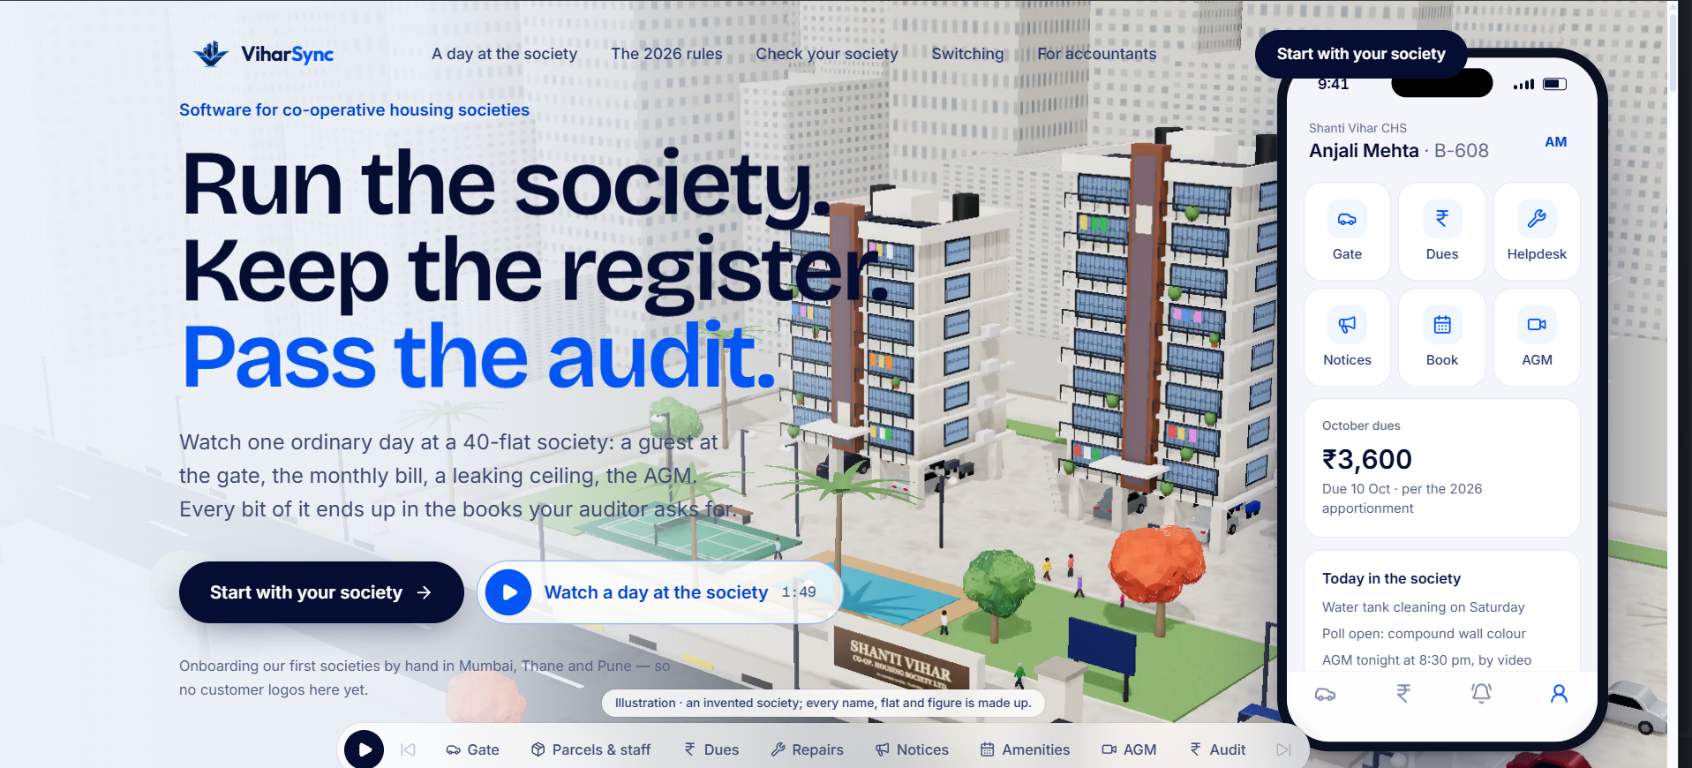 ViharSync
A day at the society
The 2026 rules
Check your society
Switching
For accountants
Start with your society
Software for co-operative housing societies
Run the society.
Keep the register.
Pass the audit.
Watch one ordinary day at a 40-flat society: a guest at
the gate, the monthly bill, a leaking ceiling, the AGM.
Every bit of it ends up in the books your auditor asks for.
Start with your society →
Watch a day at the society 1:49
Onboarding our first societies by hand in Mumbai, Thane and Pune — so
no customer logos here yet.
SHANTI VIHAR
CO-OP. HOUSING SOCIETY LTD.
Illustration · an invented society; every name, flat and figure is made up.
Gate
Parcels & staff
₹ Dues
Repairs
Notices
Amenities
AGM
₹ Audit
9:41
Shanti Vihar CHS
Anjali Mehta · B-608
AM
Gate
₹
Dues
Helpdesk
Notices
Book
AGM
October dues
₹3,600
Due 10 Oct · per the 2026
apportionment
Today in the society
Water tank cleaning on Saturday
Poll open: compound wall colour
AGM tonight at 8:30 pm, by video
₹